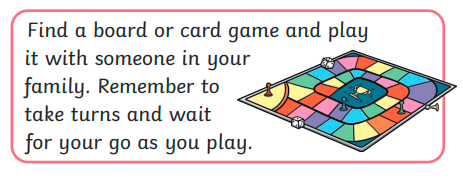 Find a board or card game and play
it with someone in your
family. Remember to
take turns and wait
for your go as you play.